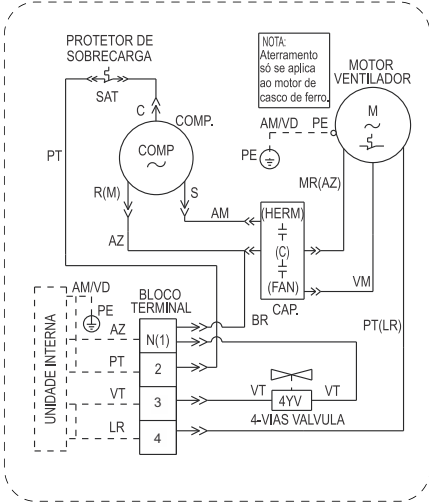 PROTETOR DE
SOBRECARGA
SAT
C
COMP.
COMP
R(M)
S
PT
AZ
AM
NOTA:
Aterramento
só se aplica
ao motor de
casco de ferro.
MOTOR
VENTILADOR
M
AM/VD
PE
PE
MR(AZ)
(HERM)
(C)
(FAN)
CAP.
VM
PT(LR)
BR
UNIDADE INTERNA
AM/VD
PE
BLOCO
TERMINAL
AZ
N(1)
PT
2
VT
3
LR
4
VT
4YV
VT
4-VIAS VALVULA